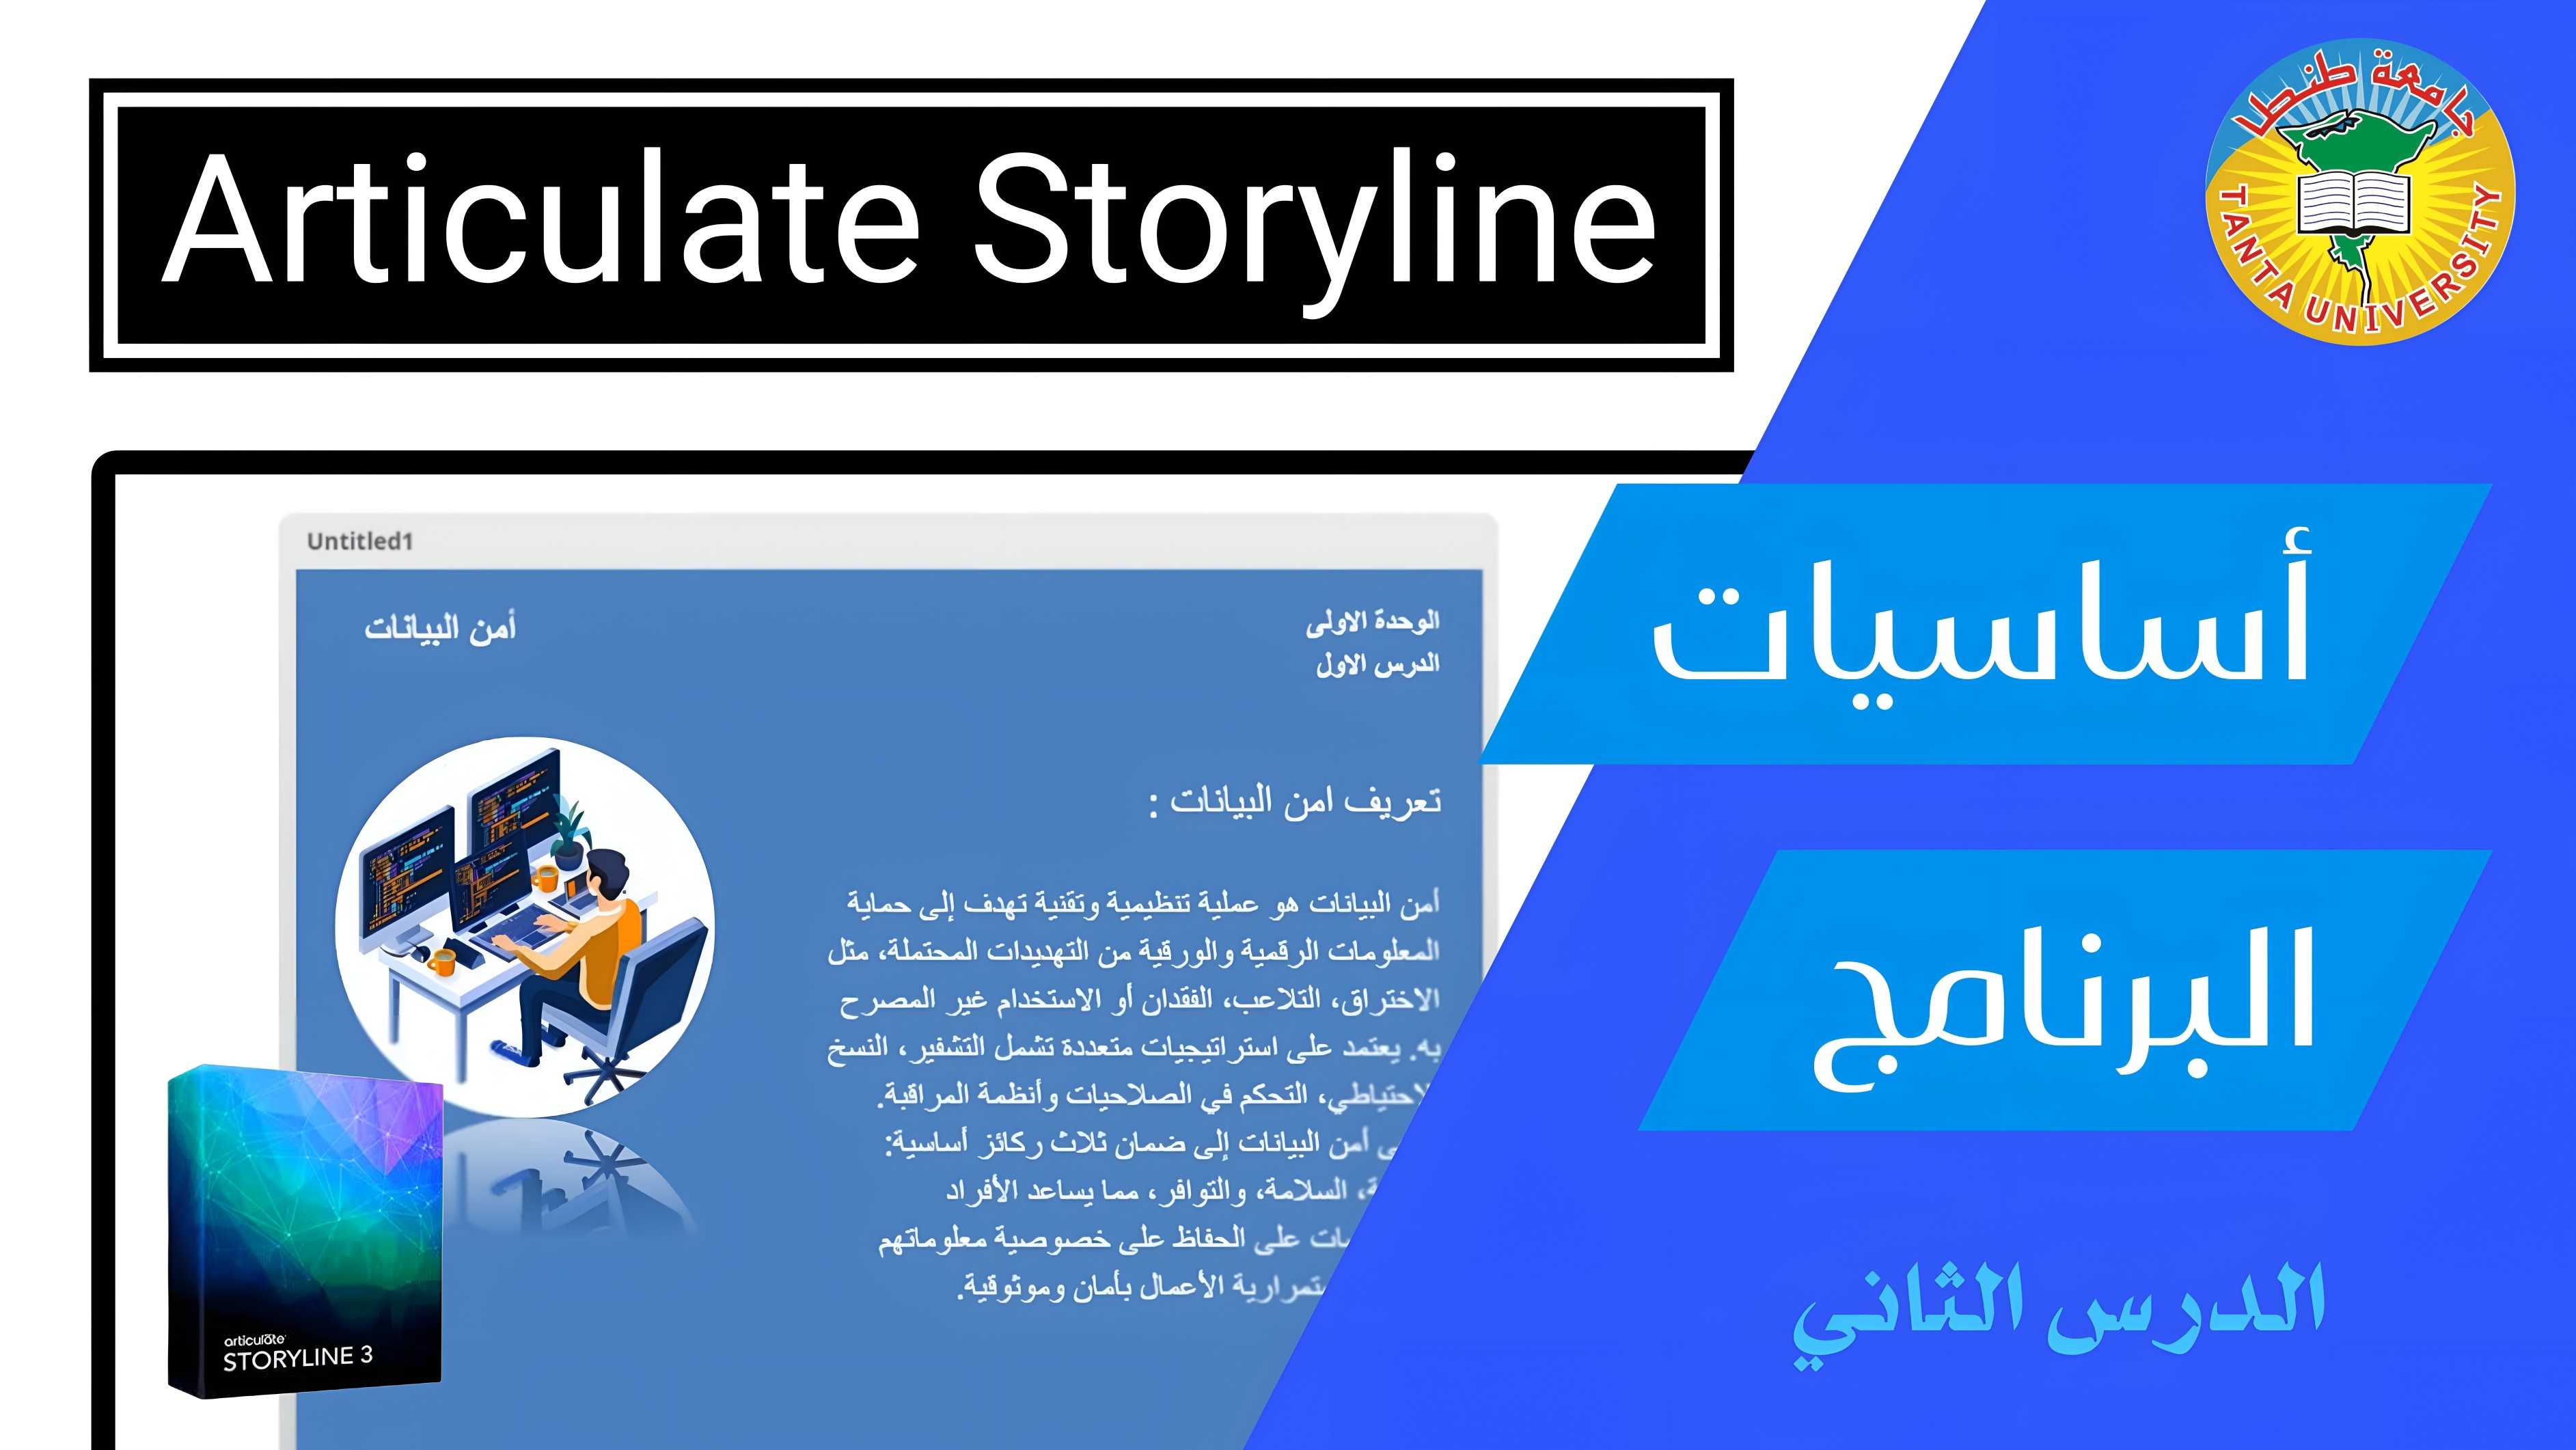 Articulate Storyline
جامعة طنطا
TANTA UNIVERSITY
أساسيات
البرنامج
الدرس الثاني
Untitled1
الوحدة الاولى
الدرس الاول
أمن البيانات
تعريف امن البيانات :
أمن البيانات هو عملية تنظيمية وتقنية تهدف إلى حماية
المعلومات الرقمية والورقية من التهديدات المحتملة، مثل
الاختراق، التلاعب، الفقدان أو الاستخدام غير المصرح
به. يعتمد على استراتيجيات متعددة تشمل التشفير، النسخ
التحكم في الصلاحيات وأنظمة المراقبة.
أمن البيانات إلى ضمان ثلاث ركائز أساسية:
السلامة، والتوافر، مما يساعد الأفراد
على الحفاظ على خصوصية معلوماتهم
الأعمال بأمان وموثوقية.
articulate
STORYLINE 3